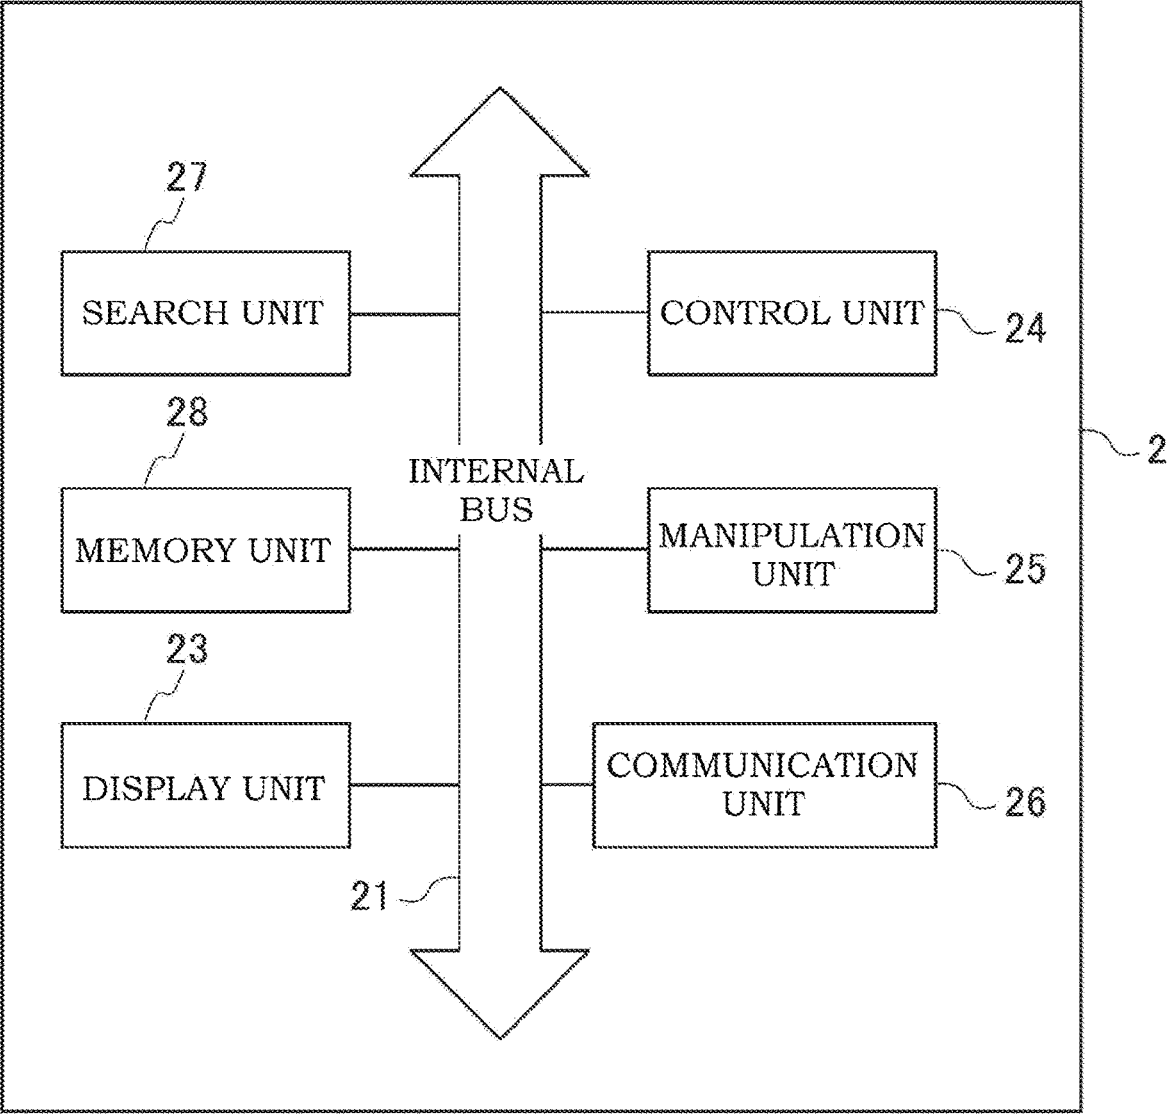 27
SEARCH UNIT
CONTROL UNIT
24
28
2
INTERNAL
BUS
MEMORY UNIT
MANIPULATION
UNIT
25
23
DISPLAY UNIT
COMMUNICATION
UNIT
26
21